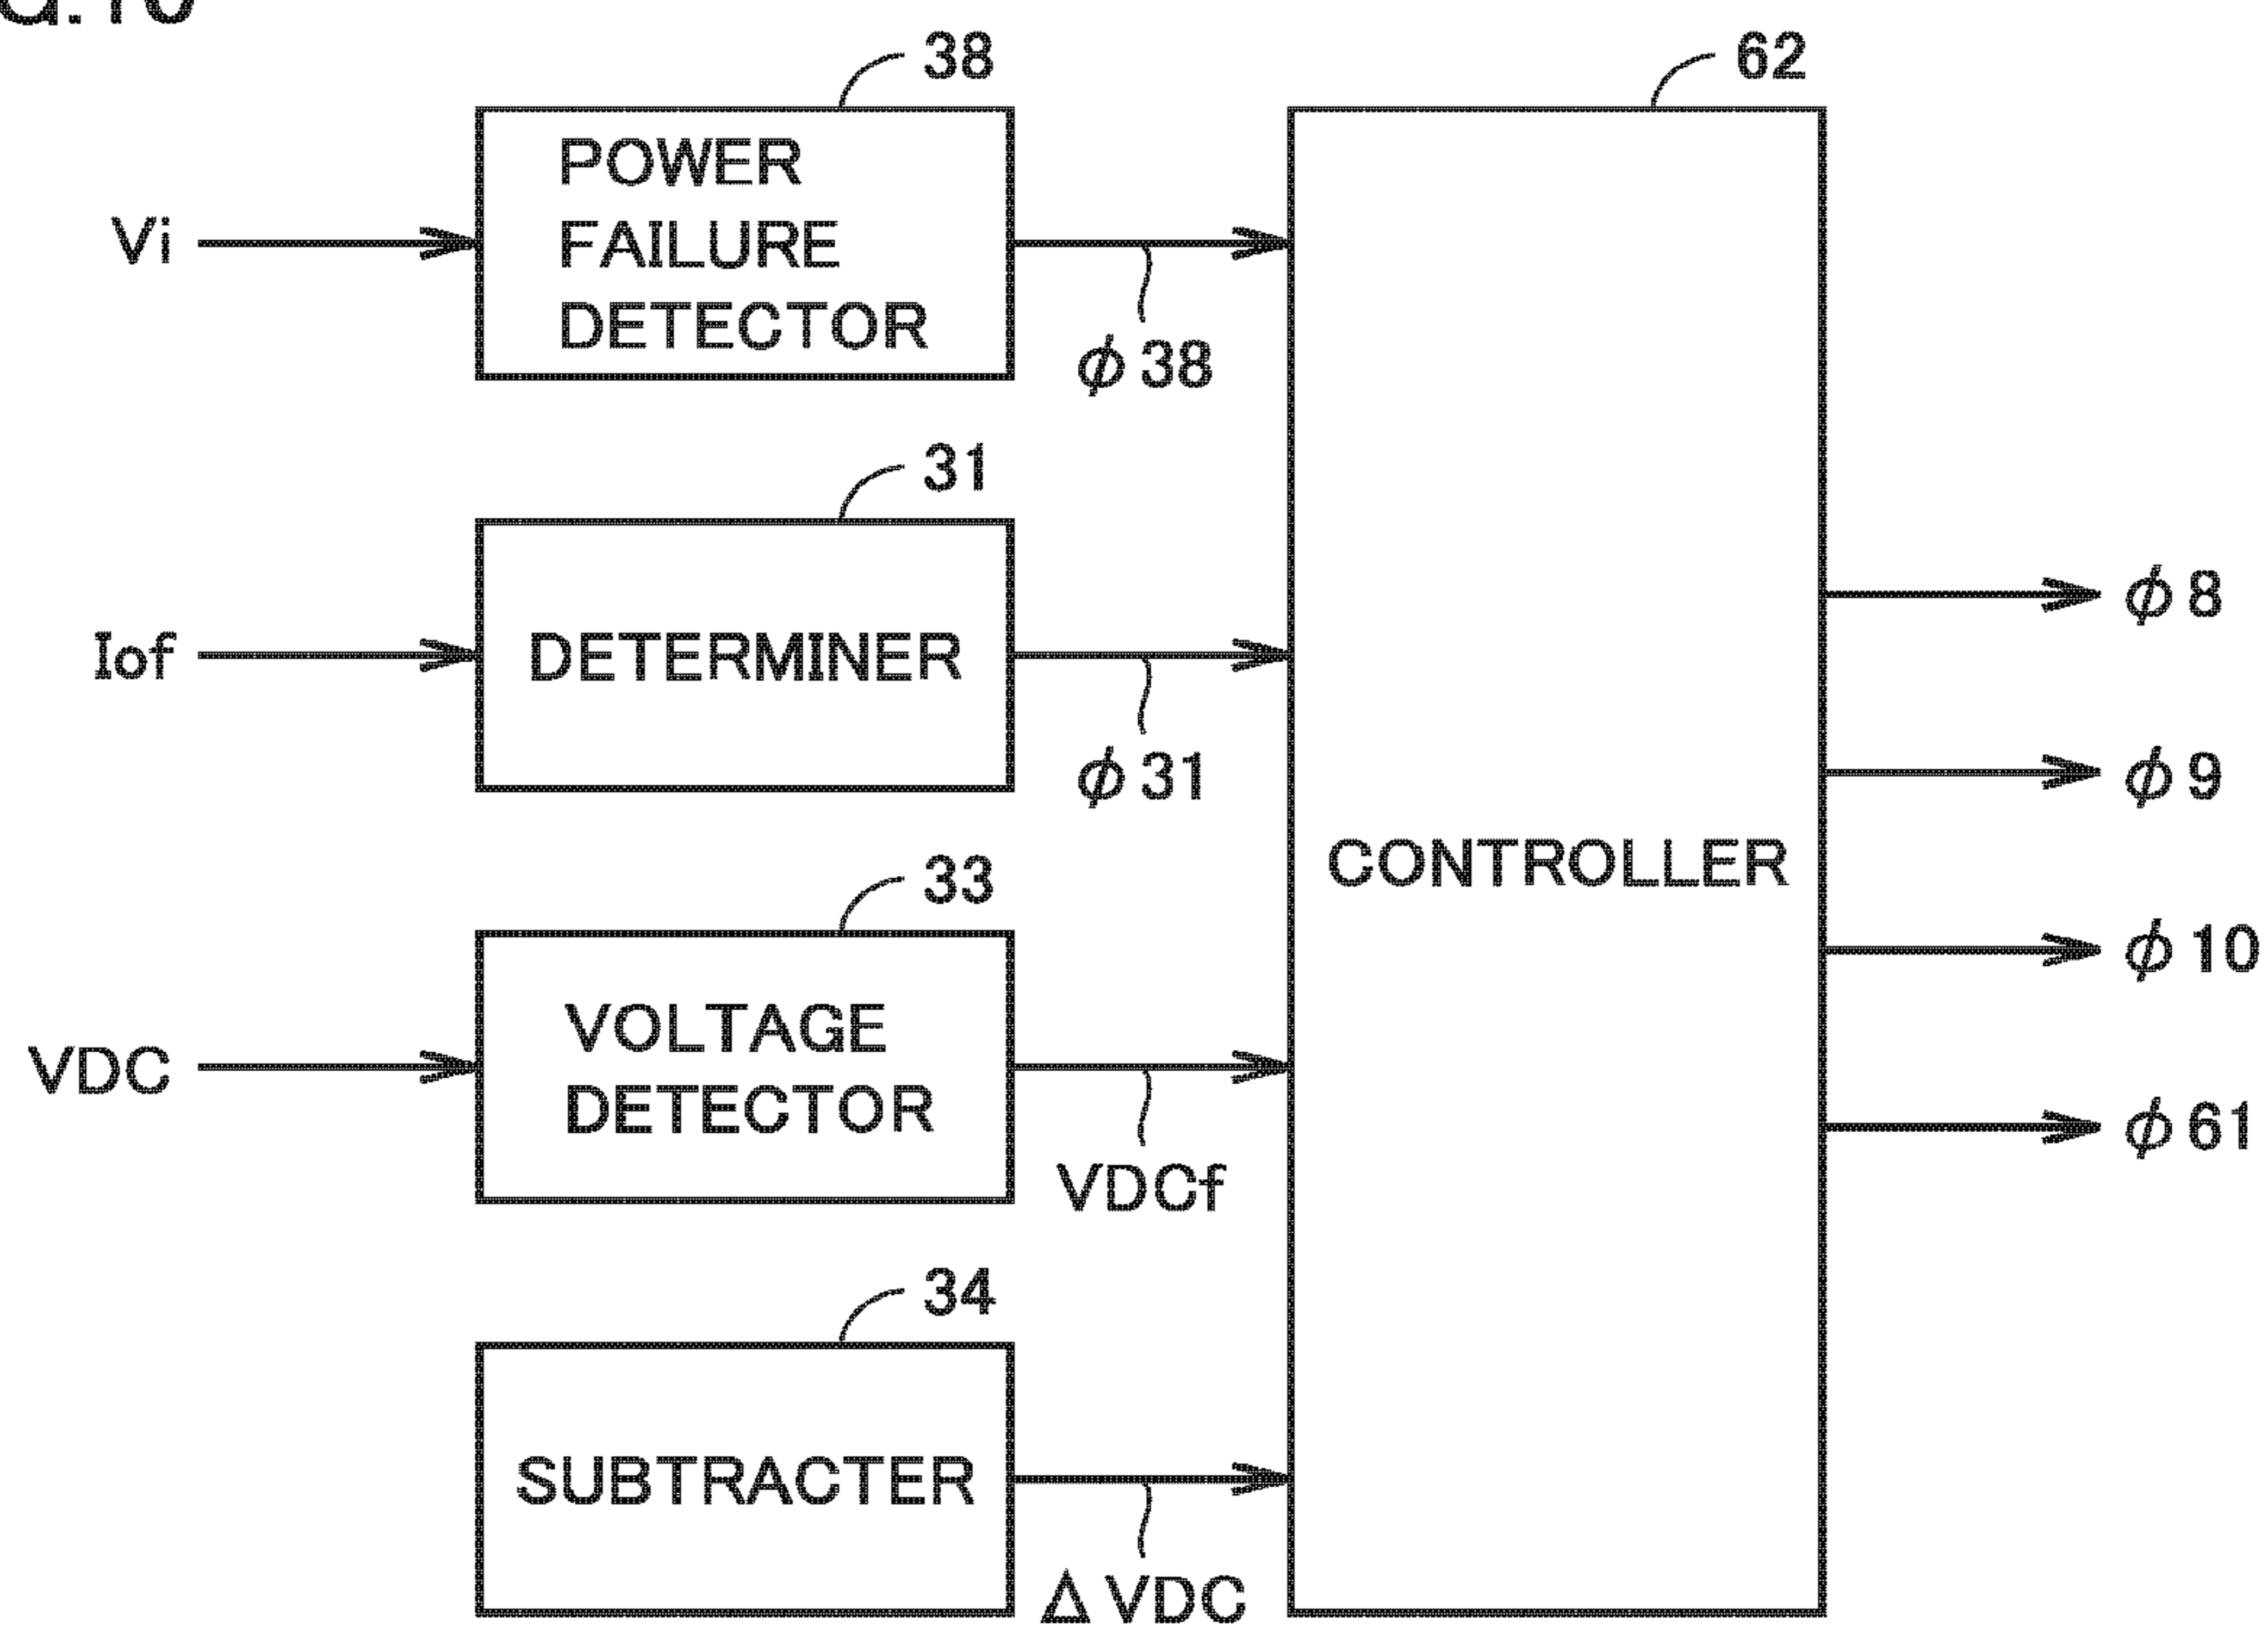 38
62
POWER
FAILURE
DETECTOR
Vi
ϕ38
31
Iof
DETERMINER
ϕ31
ϕ8
ϕ9
CONTROLLER
33
VOLTAGE
DETECTOR
VDC
VDCf
ϕ10
ϕ61
34
SUBTRACTER
Δ VDC